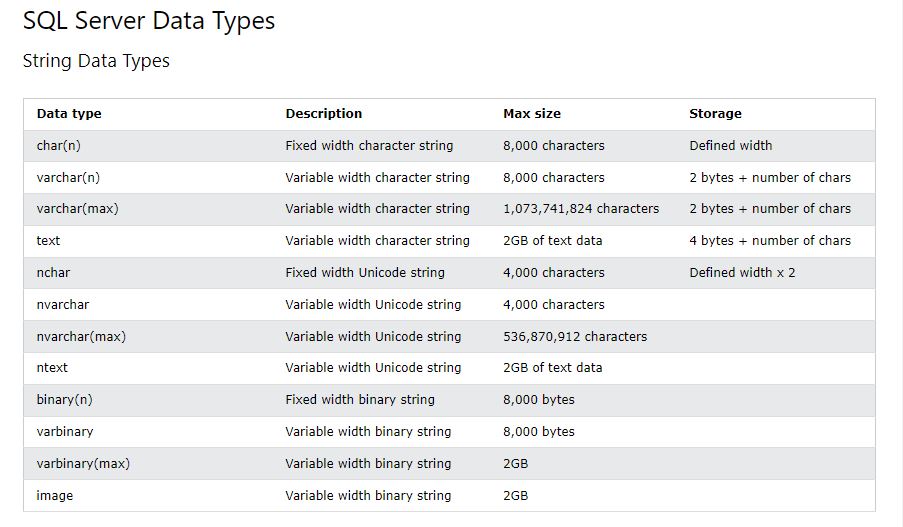 SQL Server Data Types
String Data Types
Data type Description Max size Storage
char(n) Fixed width character string 8,000 characters Defined width
varchar(n) Variable width character string 8,000 characters 2 bytes + number of chars
varchar(max) Variable width character string 1,073,741,824 characters 2 bytes + number of chars
text Variable width character string 2GB of text data 4 bytes + number of chars
nchar Fixed width Unicode string 4,000 characters Defined width x 2
nvarchar Variable width Unicode string 4,000 characters
nvarchar(max) Variable width Unicode string 536,870,912 characters
ntext Variable width Unicode string 2GB of text data
binary(n) Fixed width binary string 8,000 bytes
varbinary Variable width binary string 8,000 bytes
varbinary(max) Variable width binary string 2GB
image Variable width binary string 2GB